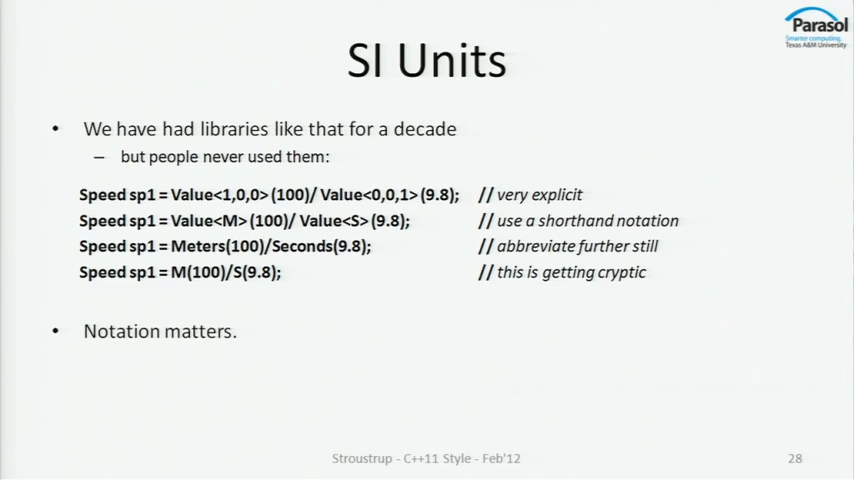 Parasol
Smarter computing.
Texas A&M University
SI Units
• We have had libraries like that for a decade
– but people never used them:
Speed sp1 = Value<1,0,0>(100)/ Value<0,0,1>(9.8); // very explicit
Speed sp1 = Value<M>(100)/ Value<S>(9.8); // use a shorthand notation
Speed sp1 = Meters(100)/Seconds(9.8); // abbreviate further still
Speed sp1 = M(100)/S(9.8); // this is getting cryptic
• Notation matters.
Stroustrup - C++11 Style - Feb'12
28